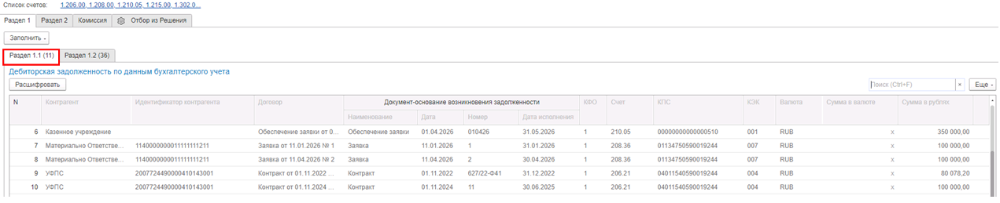 Список счетов: 1.206.00, 1.208.00, 1.210.05, 1.215.00, 1.302.0...
Раздел 1 Раздел 2 Комиссия Отбор из Решения
Заполнить
Раздел 1.1 (11) Раздел 1.2 (36)
Дебиторская задолженность по данным бухгалтерского учета
Расшифровать Поиск (Ctrl+F) × Еще
N Контрагент Идентификатор контрагента Договор Документ-основание возникновения задолженности КФО Счет КПС КЭК Валюта Сумма в валюте Сумма в рублях
Наименование Дата Номер Дата исполнения
6 Казенное учреждение Обеспечение заявки от 0... Обеспечение заявки 01.04.2026 010426 31.05.2026 1 210.05 00000000000000510 001 RUB x 350 000,00
7 Материально Ответстве... 1140000000011111111211 Заявка от 11.01.2026 № 1 Заявка 11.01.2026 1 31.01.2026 1 208.36 01134750590019244 007 RUB x 100 000,00
8 Материально Ответстве... 1140000000011111111211 Заявка от 11.04.2026 № 2 Заявка 11.04.2026 2 30.04.2026 1 208.36 01134750590019244 007 RUB x 100 000,00
9 УФПС 2007724490000410143001 Контракт от 01.11.2022 ... Контракт 01.11.2022 627/22-Ф41 31.12.2022 1 206.21 04011540590019244 004 RUB x 80 078,20
10 УФПС 2007724490000410143001 Контракт от 01.11.2024 ... Контракт 01.11.2024 11 30.06.2025 1 206.21 04011540590019244 004 RUB x 100 000,00